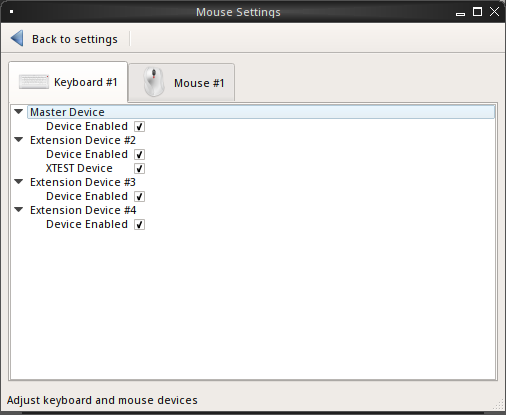 Mouse Settings
Back to settings
Keyboard #1
Mouse #1
Master Device
Device Enabled
Extension Device #2
Device Enabled
XTEST Device
Extension Device #3
Device Enabled
Extension Device #4
Device Enabled
Adjust keyboard and mouse devices